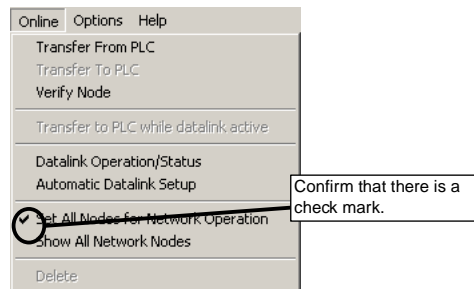 Online Options Help
Transfer From PLC
Transfer To PLC
Verify Node
Transfer to PLC while datalink active
Datalink Operation/Status
Automatic Datalink Setup
Confirm that there is a
check mark.
Set All Nodes for Network Operation
Show All Network Nodes
Delete